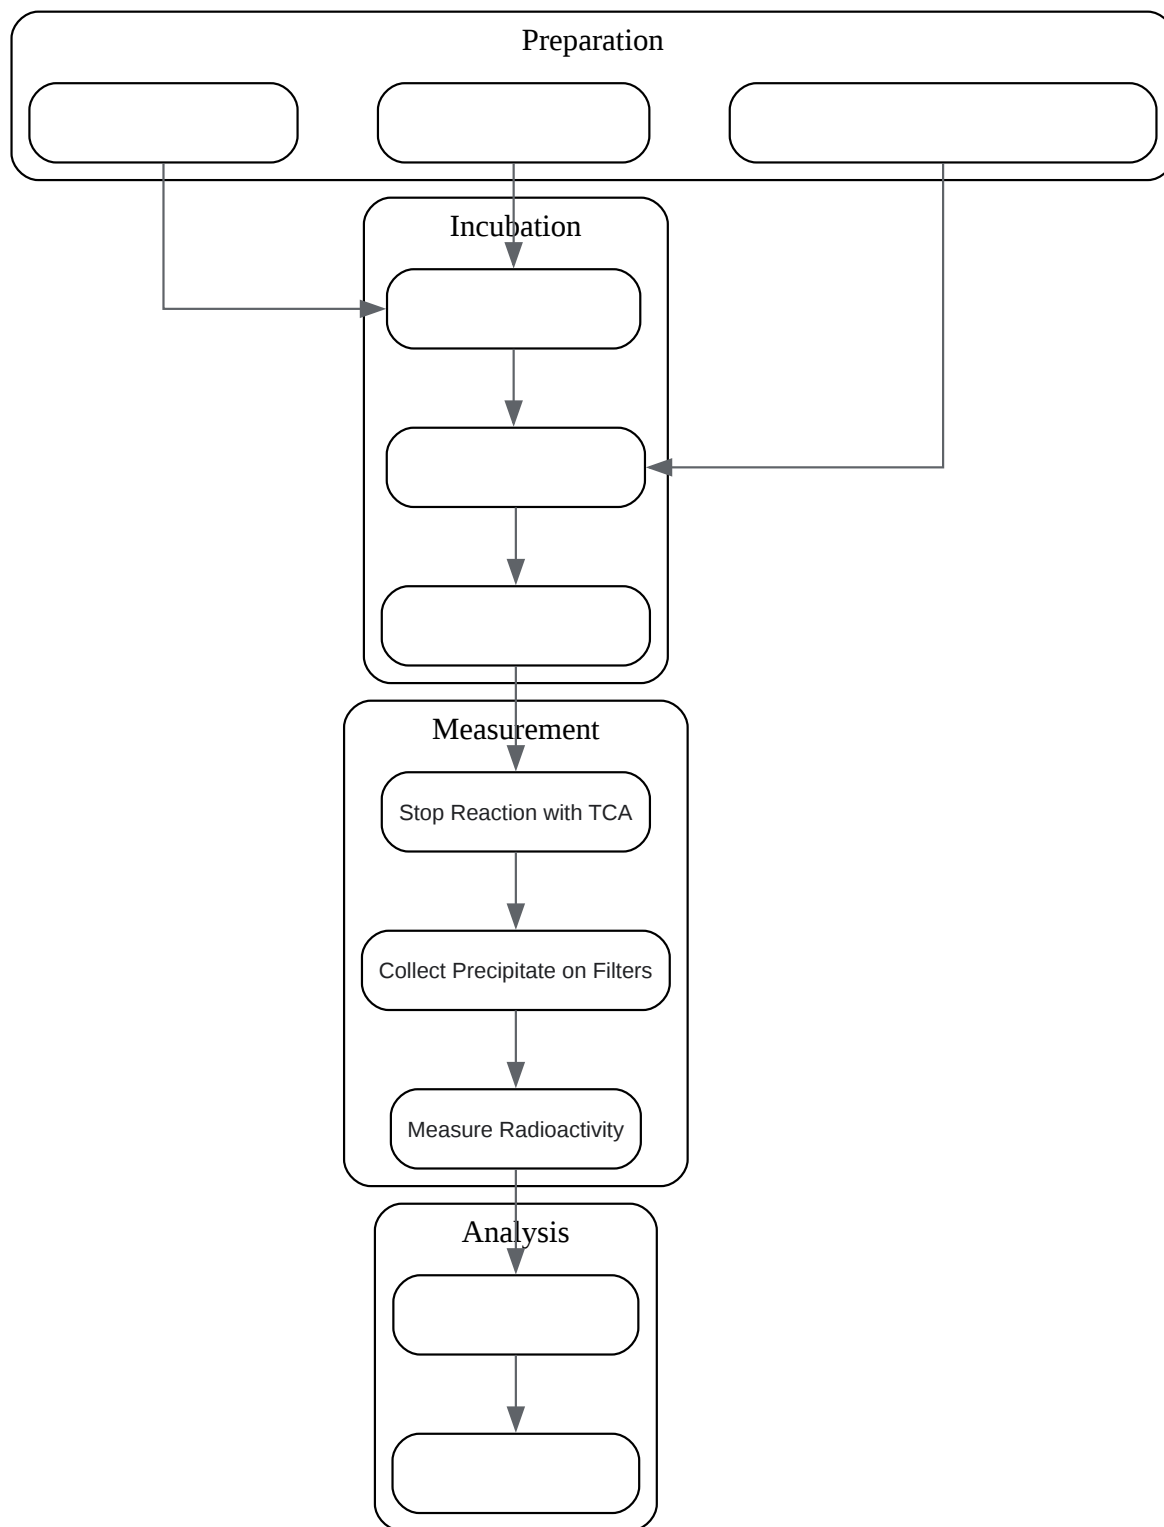 Preparation
Incubation
Measurement
Stop Reaction with TCA
Collect Precipitate on Filters
Measure Radioactivity
Analysis